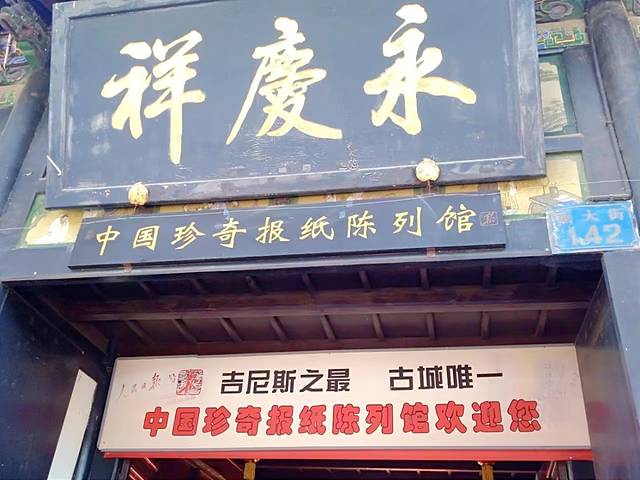 永慶祥
中国珍奇报纸陈列馆
大街
142
吉尼斯之最 古城唯一
中国珍奇报纸陈列馆欢迎您